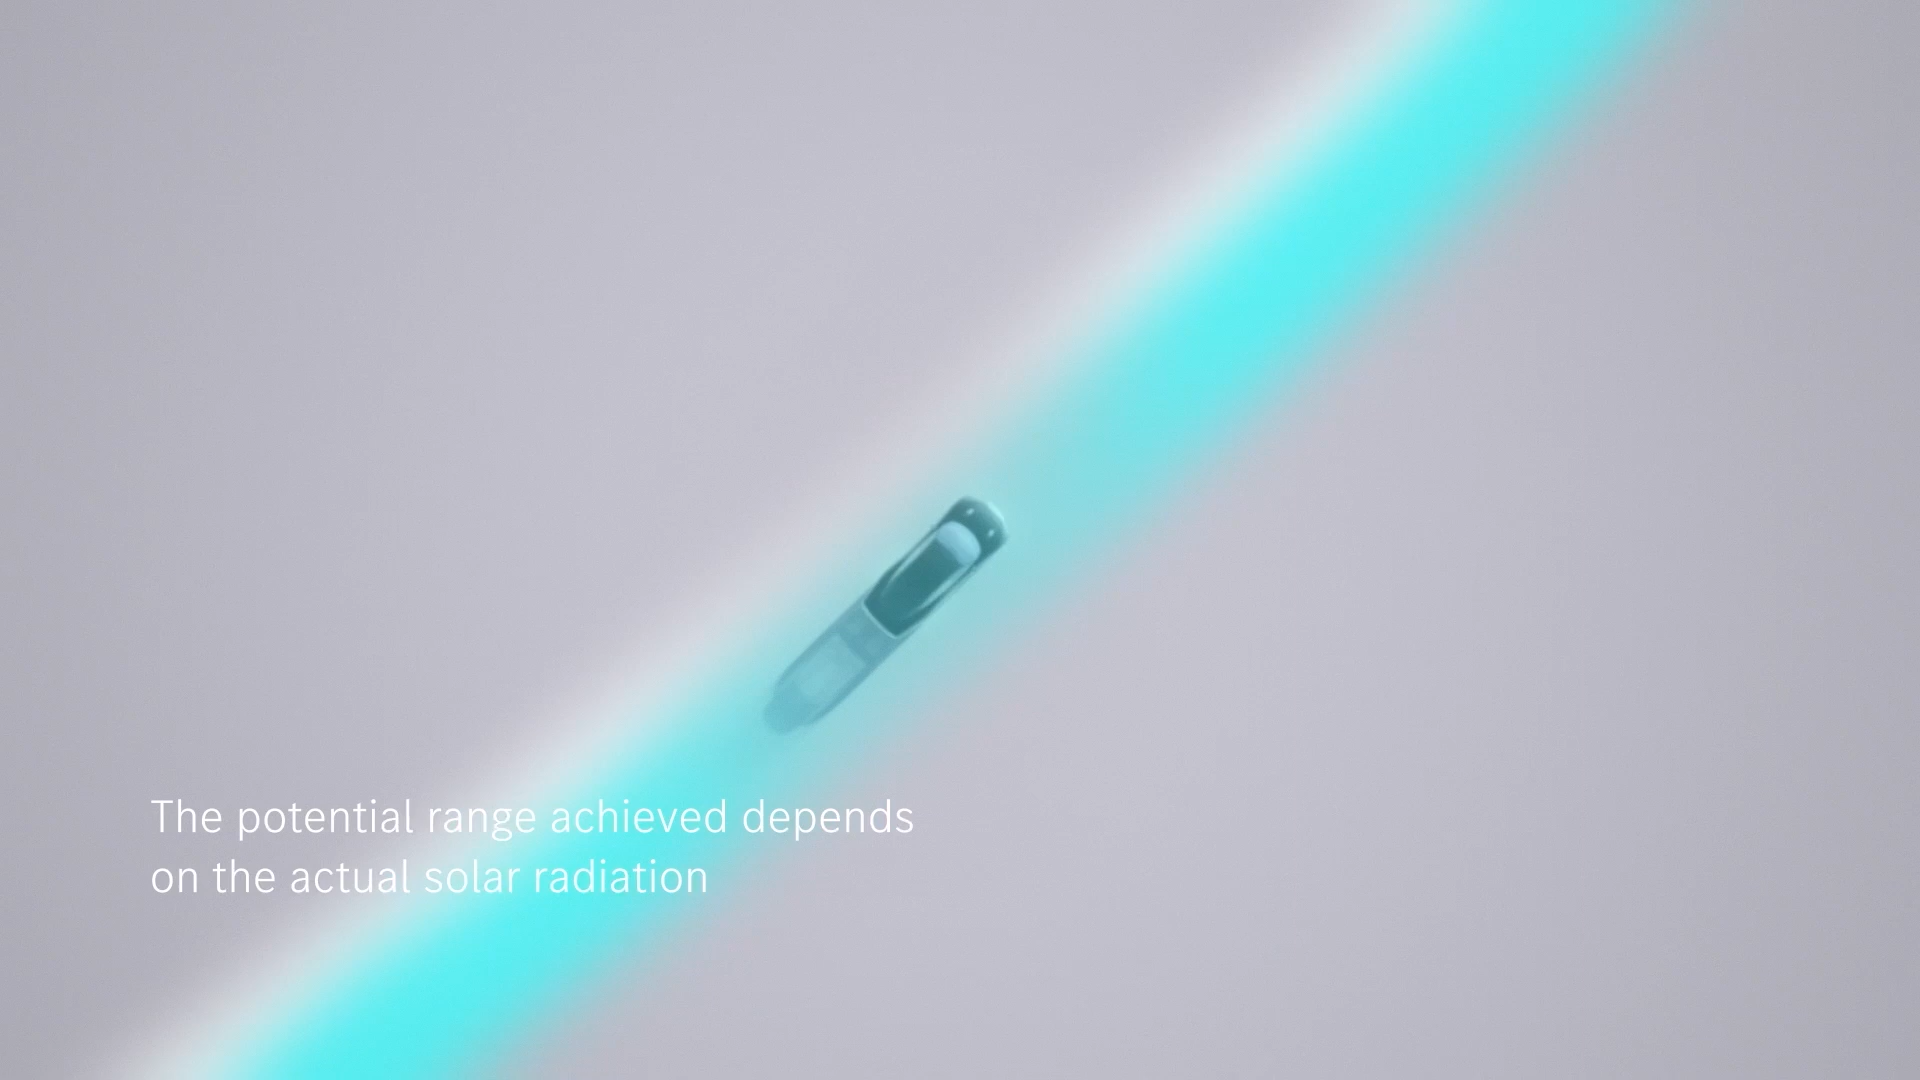 The potential range achieved depends
on the actual solar radiation